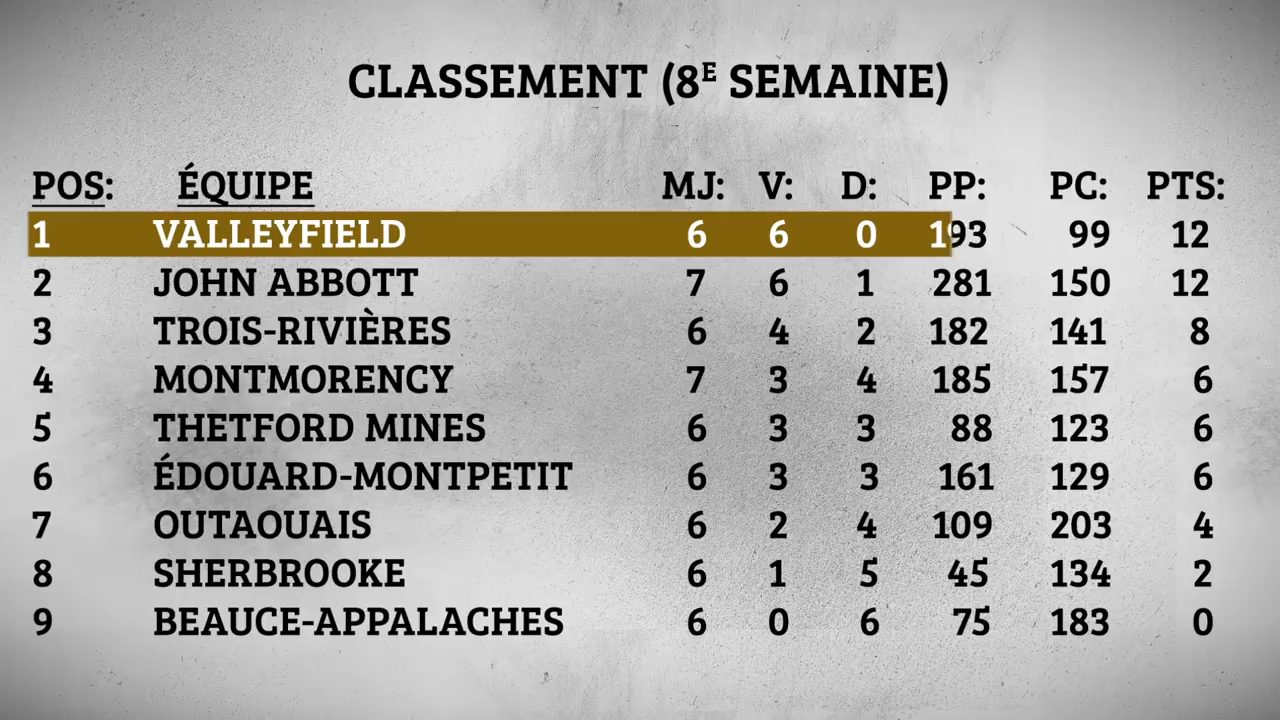 CLASSEMENT (8E SEMAINE)
POS: ÉQUIPE MJ: V: D: PP: PC: PTS:
1 VALLEYFIELD 6 6 0 193 99 12
2 JOHN ABBOTT 7 6 1 281 150 12
3 TROIS-RIVIÈRES 6 4 2 182 141 8
4 MONTMORENCY 7 3 4 185 157 6
5 THETFORD MINES 6 3 3 88 123 6
6 ÉDOUARD-MONTPETIT 6 3 3 161 129 6
7 OUTAOUAIS 6 2 4 109 203 4
8 SHERBROOKE 6 1 5 45 134 2
9 BEAUCE-APPALACHES 6 0 6 75 183 0